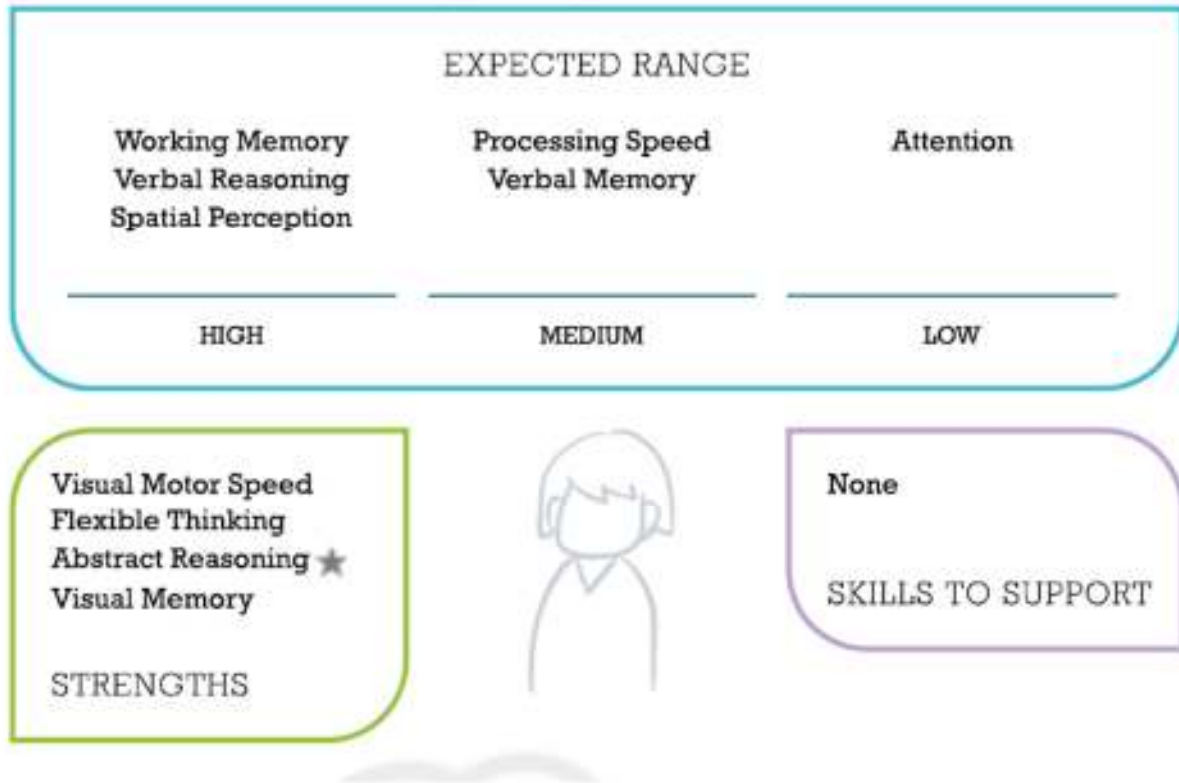 EXPECTED RANGE
Working Memory
Verbal Reasoning
Spatial Perception
HIGH
Processing Speed
Verbal Memory
MEDIUM
Attention
LOW
Visual Motor Speed
Flexible Thinking
Abstract Reasoning
Visual Memory
STRENGTHS
None
SKILLS TO SUPPORT